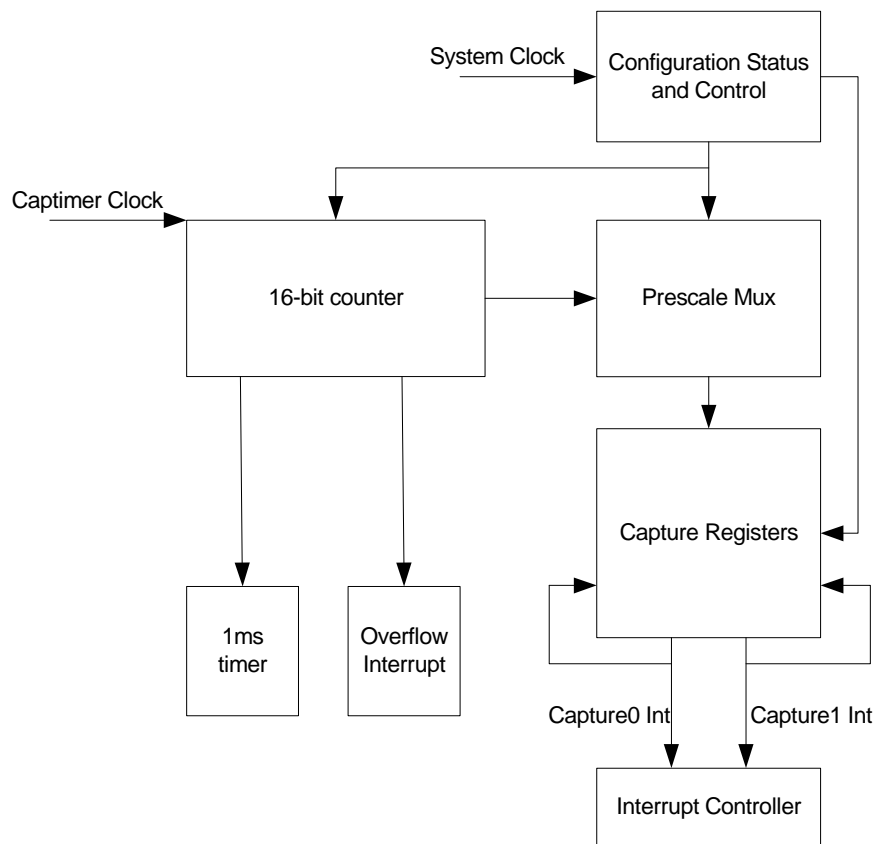 System Clock
Configuration Status
and Control
Captimer Clock
16-bit counter
Prescale Mux
Capture Registers
1ms
timer
Overflow
Interrupt
Capture0 Int
Capture1 Int
Interrupt Controller